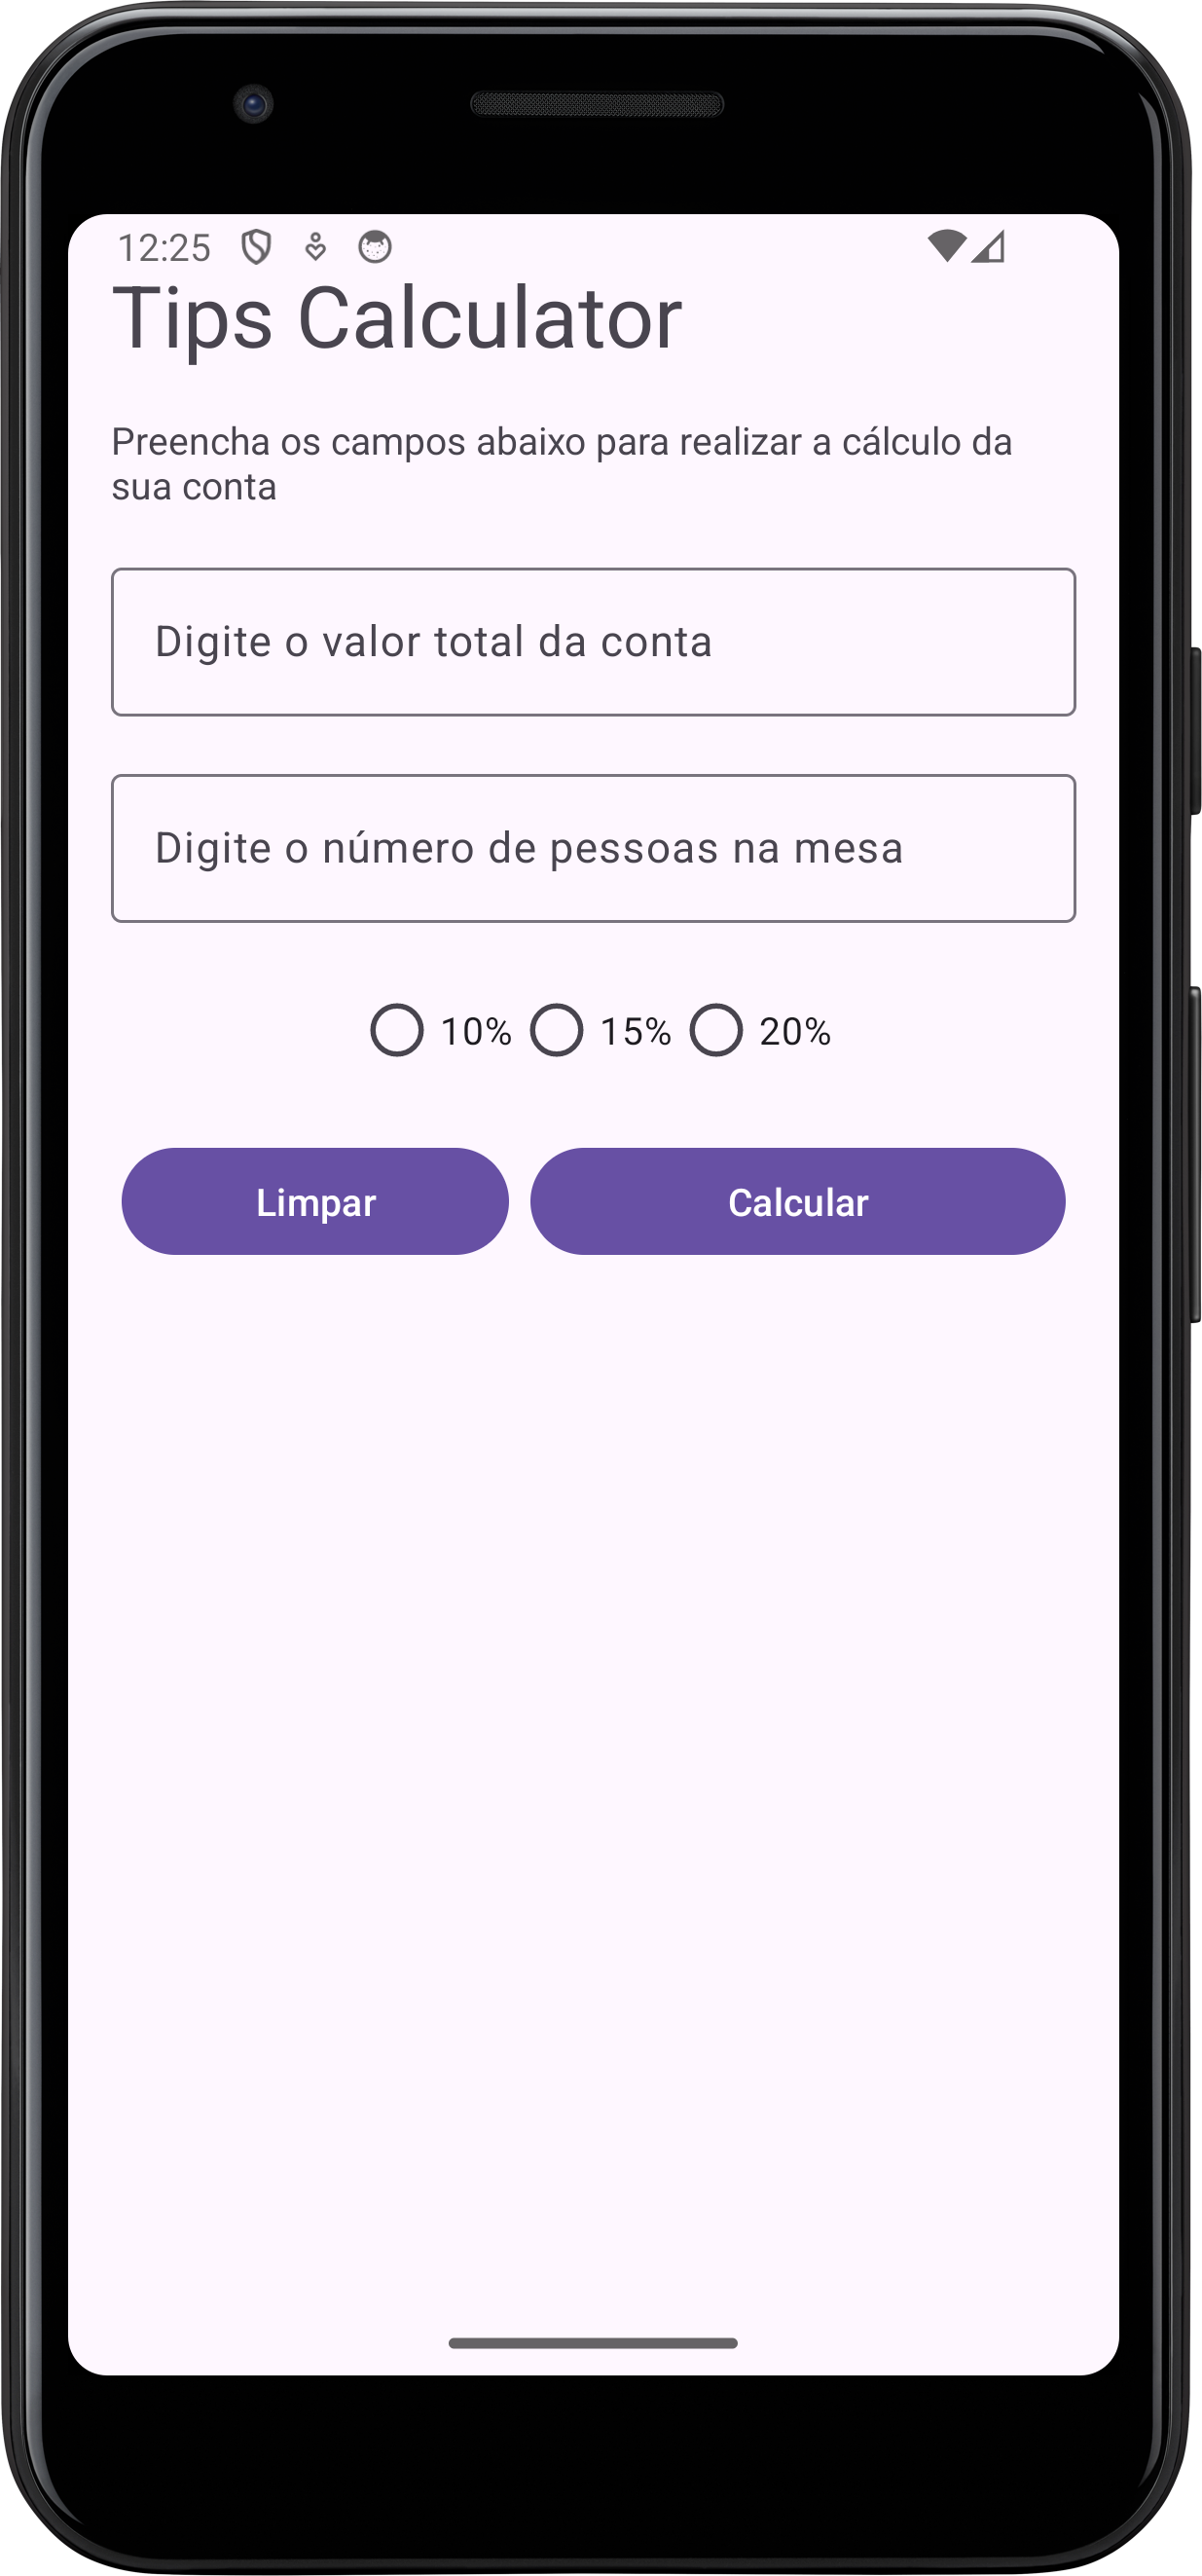 12:25
Tips Calculator
Preencha os campos abaixo para realizar a cálculo da
sua conta
Digite o valor total da conta
Digite o número de pessoas na mesa
10% 15% 20%
Limpar Calcular